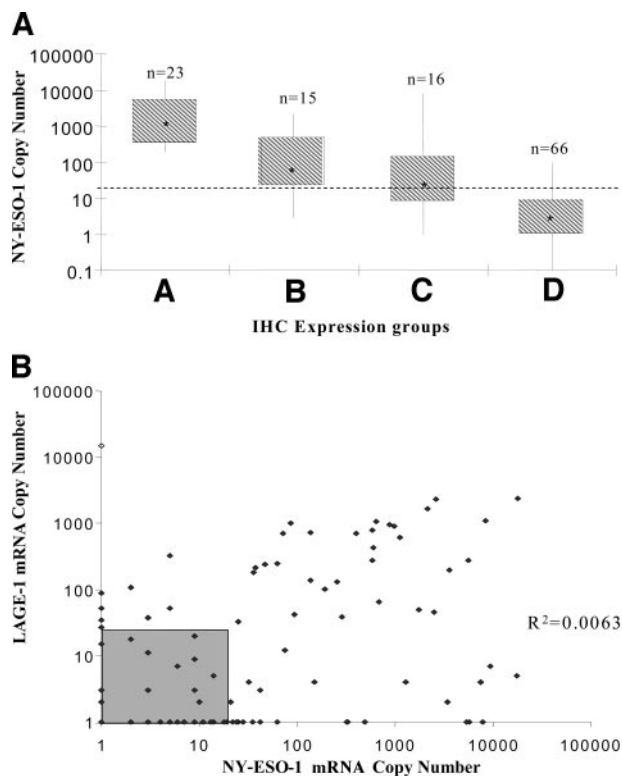 A
NY-ESO-1 Copy Number
100000
10000
1000
100
10
1
0.1
n=23
n=15
n=16
n=66
*
*
*
*
A B C D
IHC Expression groups
B
LAGE-1 mRNA Copy Number
100000
10000
1000
100
10
1
R²=0.0063
1 10 100 1000 10000 100000
NY-ESO-1 mRNA Copy Number